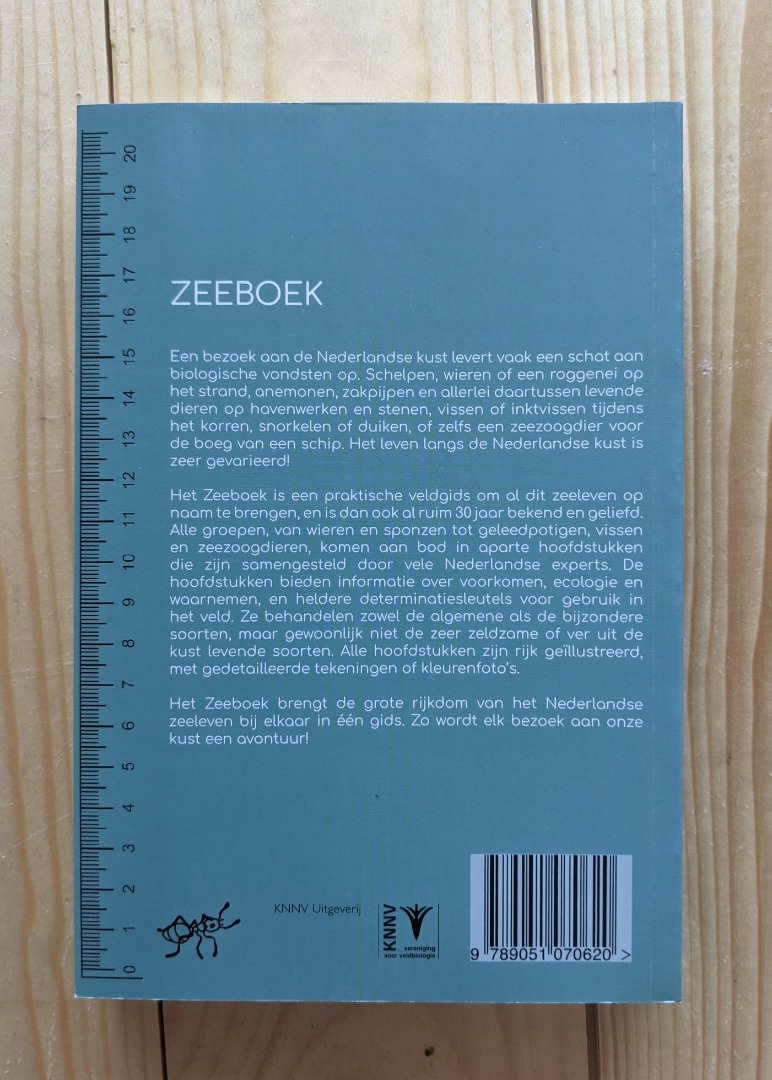 20
19
18
17
16
15
14
13
12
11
10
9
8
7
6
5
4
3
2
1
0
ZEEBOEK
Een bezoek aan de Nederlandse kust levert vaak een schat aan
biologische vondsten op. Schelpen, wieren of een roggenei op
het strand, anemonen, zakpijpen en allerlei daartussen levende
dieren op havenwerken en stenen, vissen of inktvissen tijdens
het korren, snorkelen of duiken, of zelfs een zeezoogdier voor
de boeg van een schip. Het leven langs de Nederlandse kust is
zeer gevarieerd!
Het Zeeboek is een praktische veldgids om al dit zeeleven op
naam te brengen, en is dan ook al ruim 30 jaar bekend en geliefd.
Alle groepen, van wieren en sponzen tot geleedpotigen, vissen
en zeezoogdieren, komen aan bod in aparte hoofdstukken
die zijn samengesteld door vele Nederlandse experts. De
hoofdstukken bieden informatie over voorkomen, ecologie en
waarnemen, en heldere determinatiesleutels voor gebruik in
het veld. Ze behandelen zowel de algemene als de bijzondere
soorten, maar gewoonlijk niet de zeer zeldzame of ver uit de
kust levende soorten. Alle hoofdstukken zijn rijk geïllustreerd,
met gedetailleerde tekeningen of kleurenfoto's.
Het Zeeboek brengt de grote rijkdom van het Nederlandse
zeeleven bij elkaar in één gids. Zo wordt elk bezoek aan onze
kust een avontuur!
KNNV Uitgeverij
KNNV
vereniging
voor veldbiologie
9 789051 070620 >